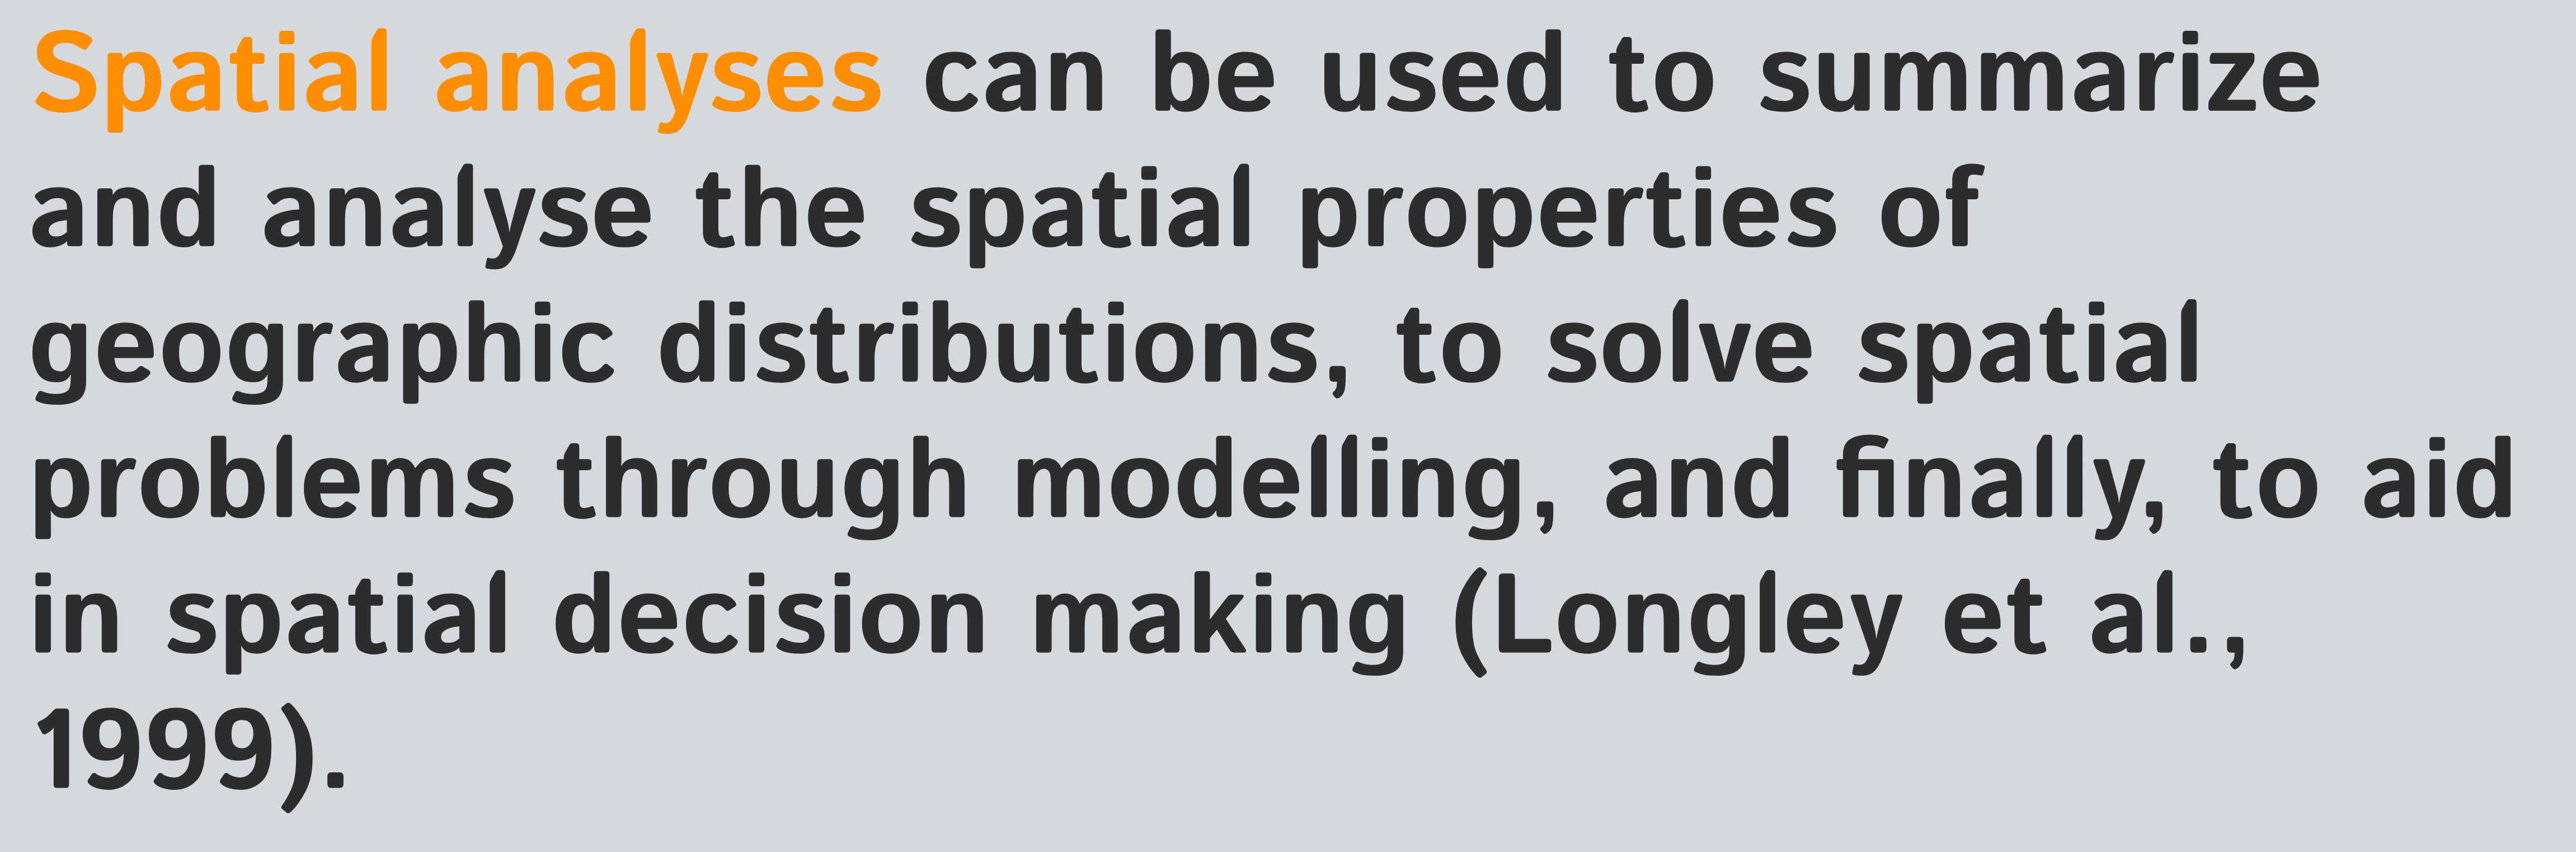 Spatial analyses can be used to summarize
and analyse the spatial properties of
geographic distributions, to solve spatial
problems through modelling, and finally, to aid
in spatial decision making (Longley et al.,
1999).